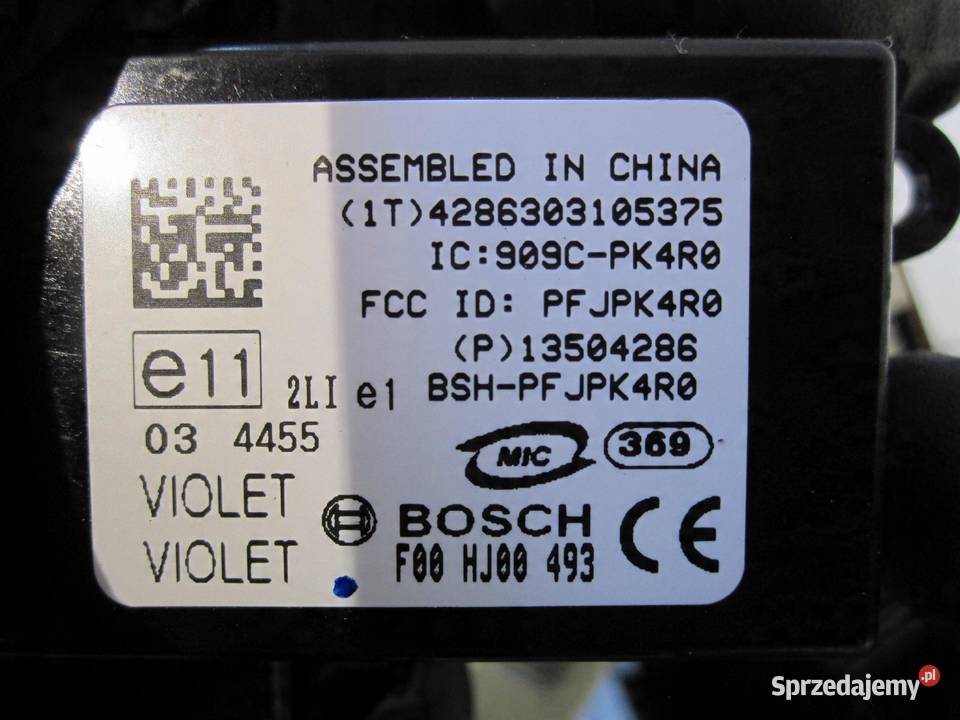 ASSEMBLED IN CHINA
(1T)4286303105375
IC:909C-PK4R0
FCC ID: PFJPK4R0
(P)13504286
e11
2LI e1 BSH-PFJPK4R0
03 4455
MIC 369
VIOLET
BOSCH CE
VIOLET
F00 HJ00 493
Sprzedajemy.pl